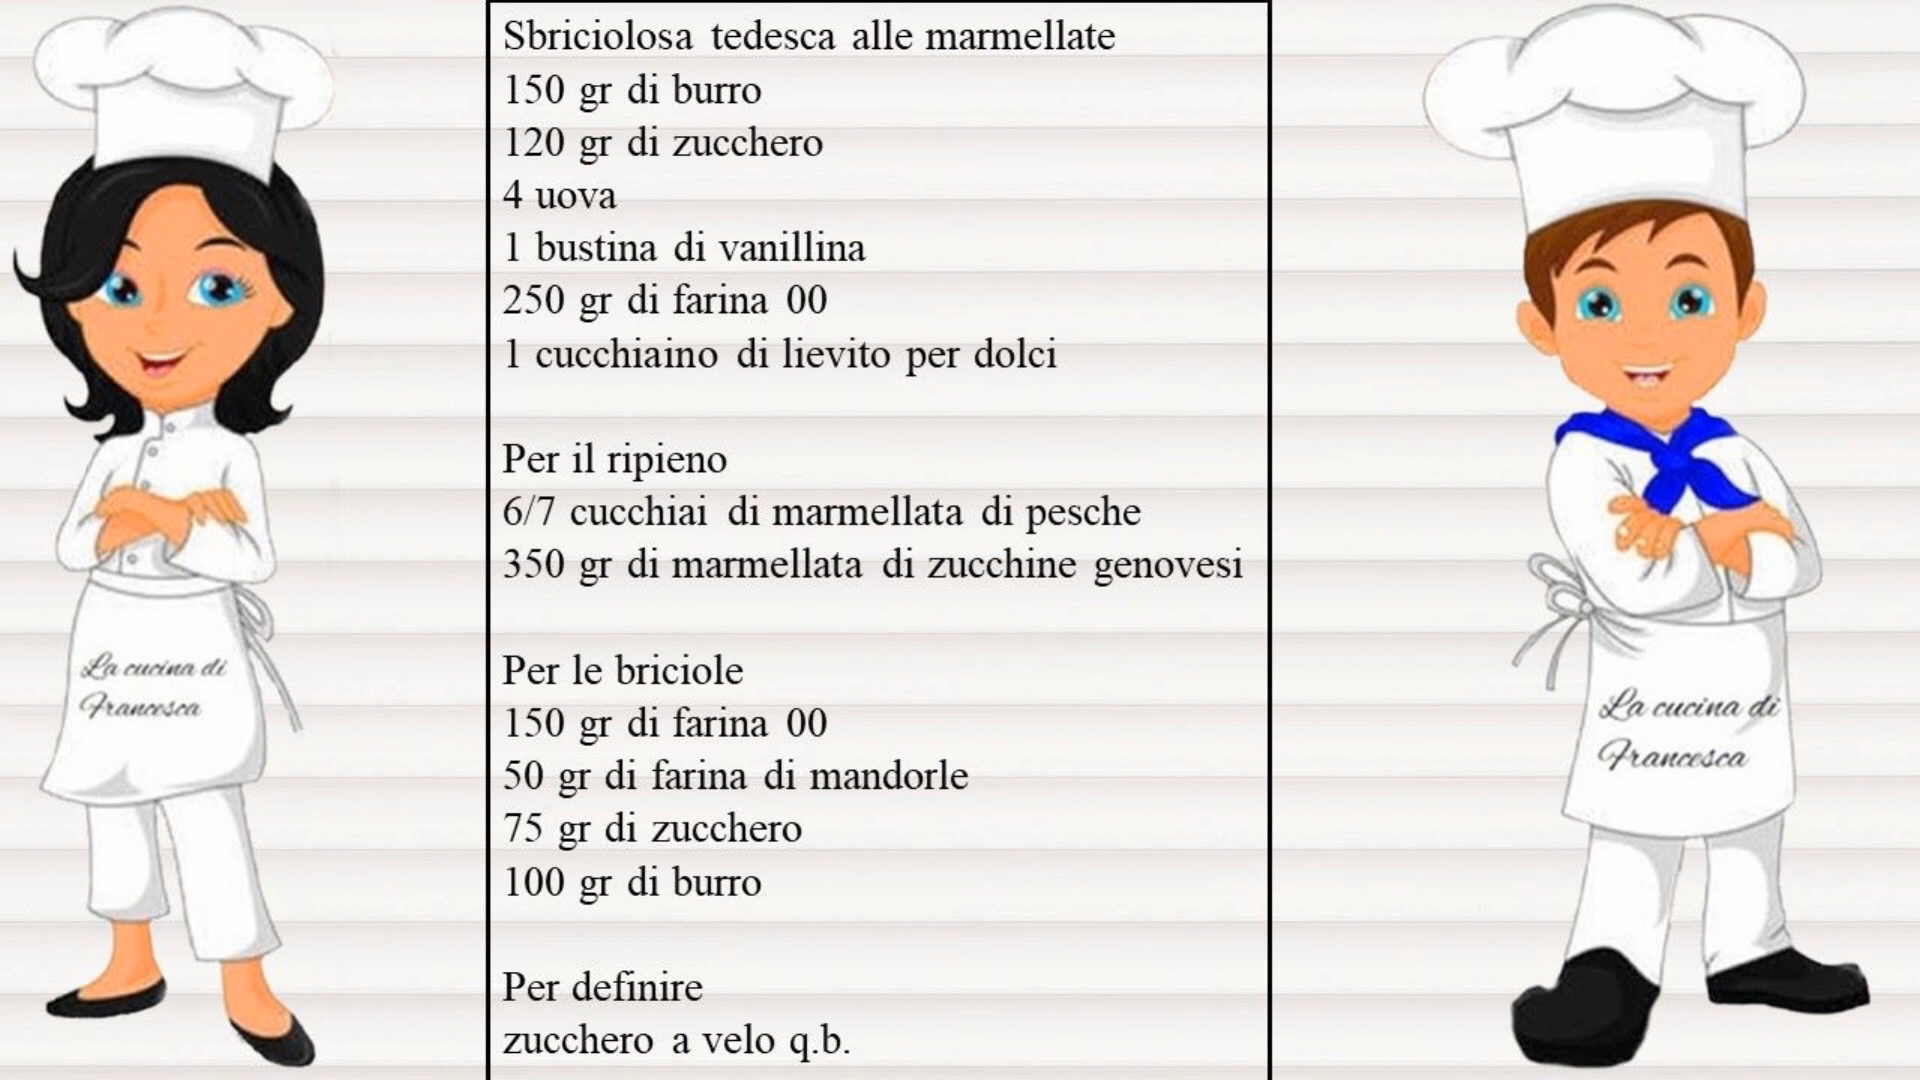 Sbriciolosa tedesca alle marmellate
150 gr di burro
120 gr di zucchero
4 uova
1 bustina di vanillina
250 gr di farina 00
1 cucchiaino di lievito per dolci
Per il ripieno
6/7 cucchiai di marmellata di pesche
350 gr di marmellata di zucchine genovesi
Per le briciole
150 gr di farina 00
50 gr di farina di mandorle
75 gr di zucchero
100 gr di burro
Per definire
zucchero a velo q.b.
La cucina di
Francesca
La cucina di
Francesca